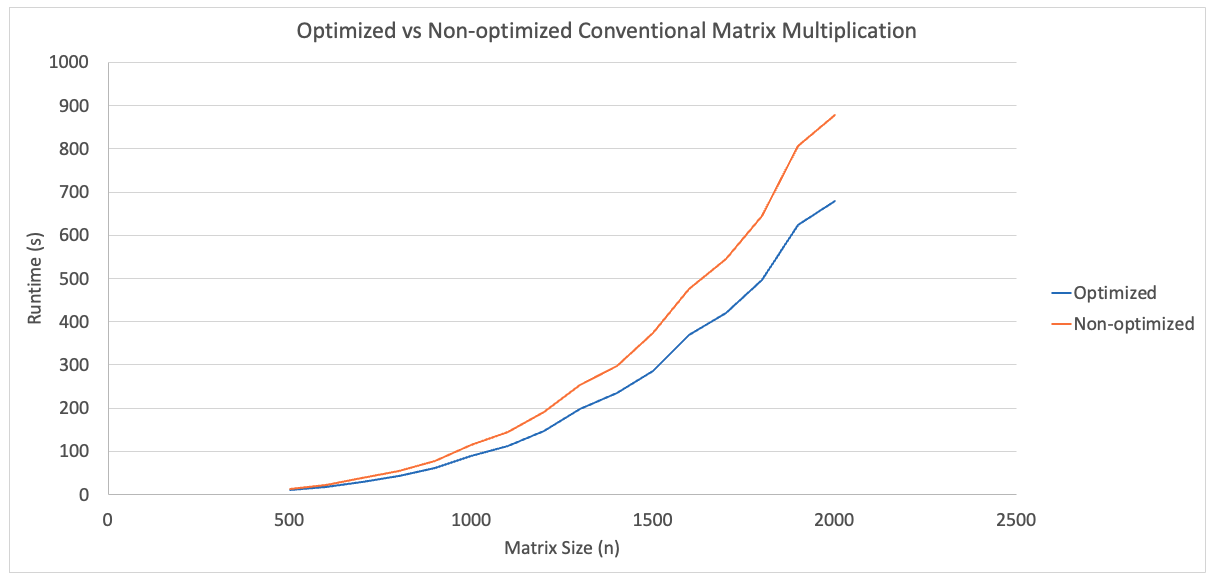 Optimized vs Non-optimized Conventional Matrix Multiplication
1000
900
800
700
600
500
400
300
200
100
0
Runtime (s)
0 500 1000 1500 2000 2500
Matrix Size (n)
Optimized
Non-optimized